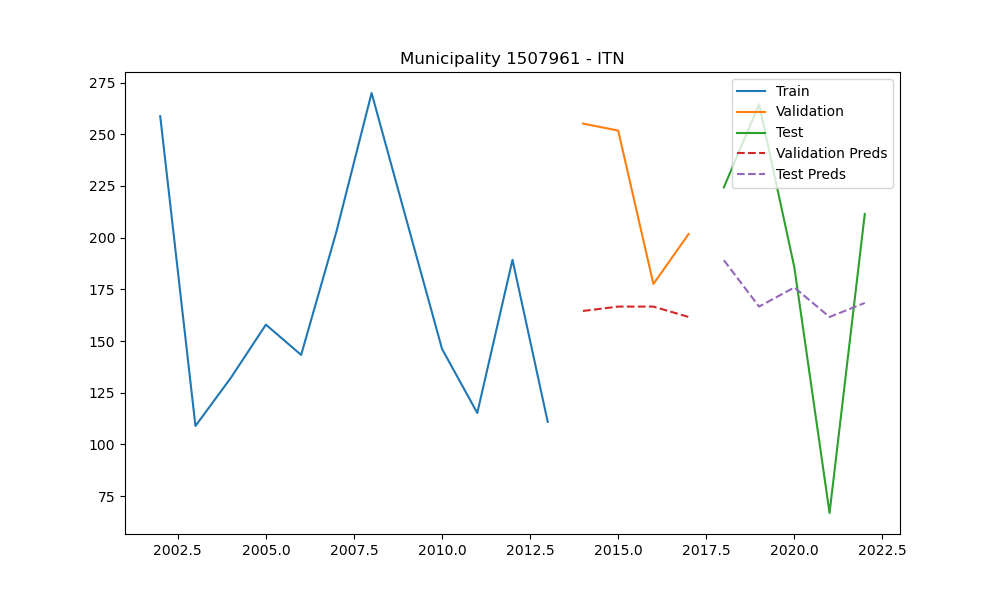 Municipality 1507961 - ITN
275
250
225
200
175
150
125
100
75
2002.5 2005.0 2007.5 2010.0 2012.5 2015.0 2017.5 2020.0 2022.5
Train
Validation
Test
Validation Preds
Test Preds